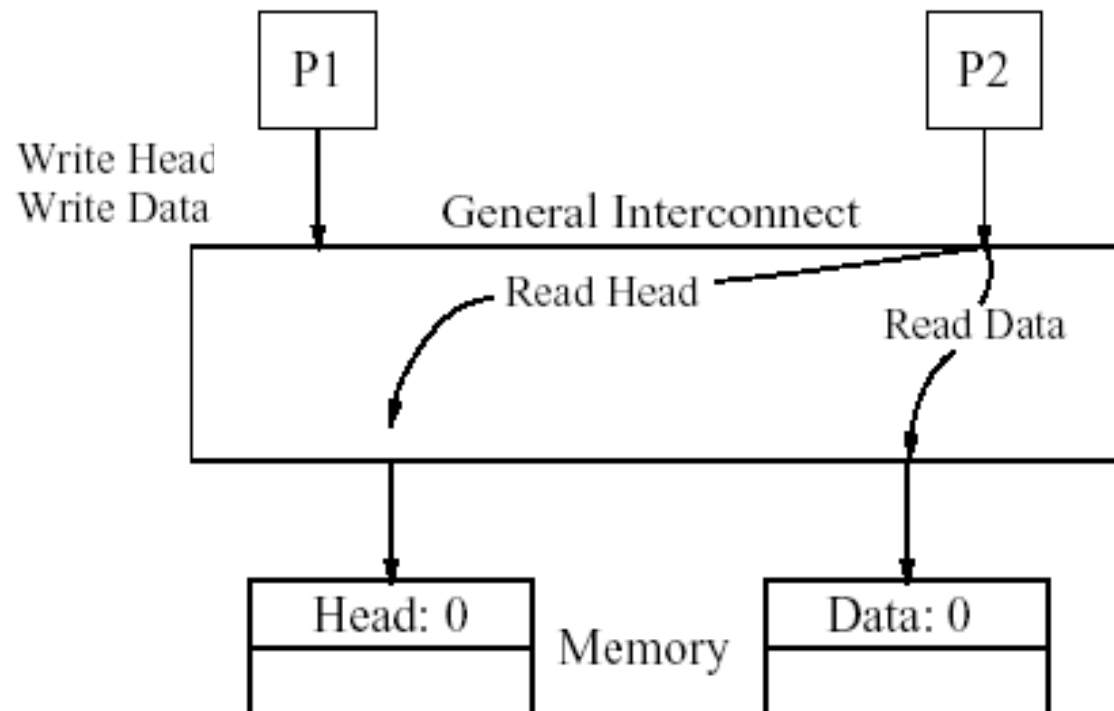 P1
P2
Write Head
Write Data
General Interconnect
Read Head
Read Data
Head: 0
Memory
Data: 0